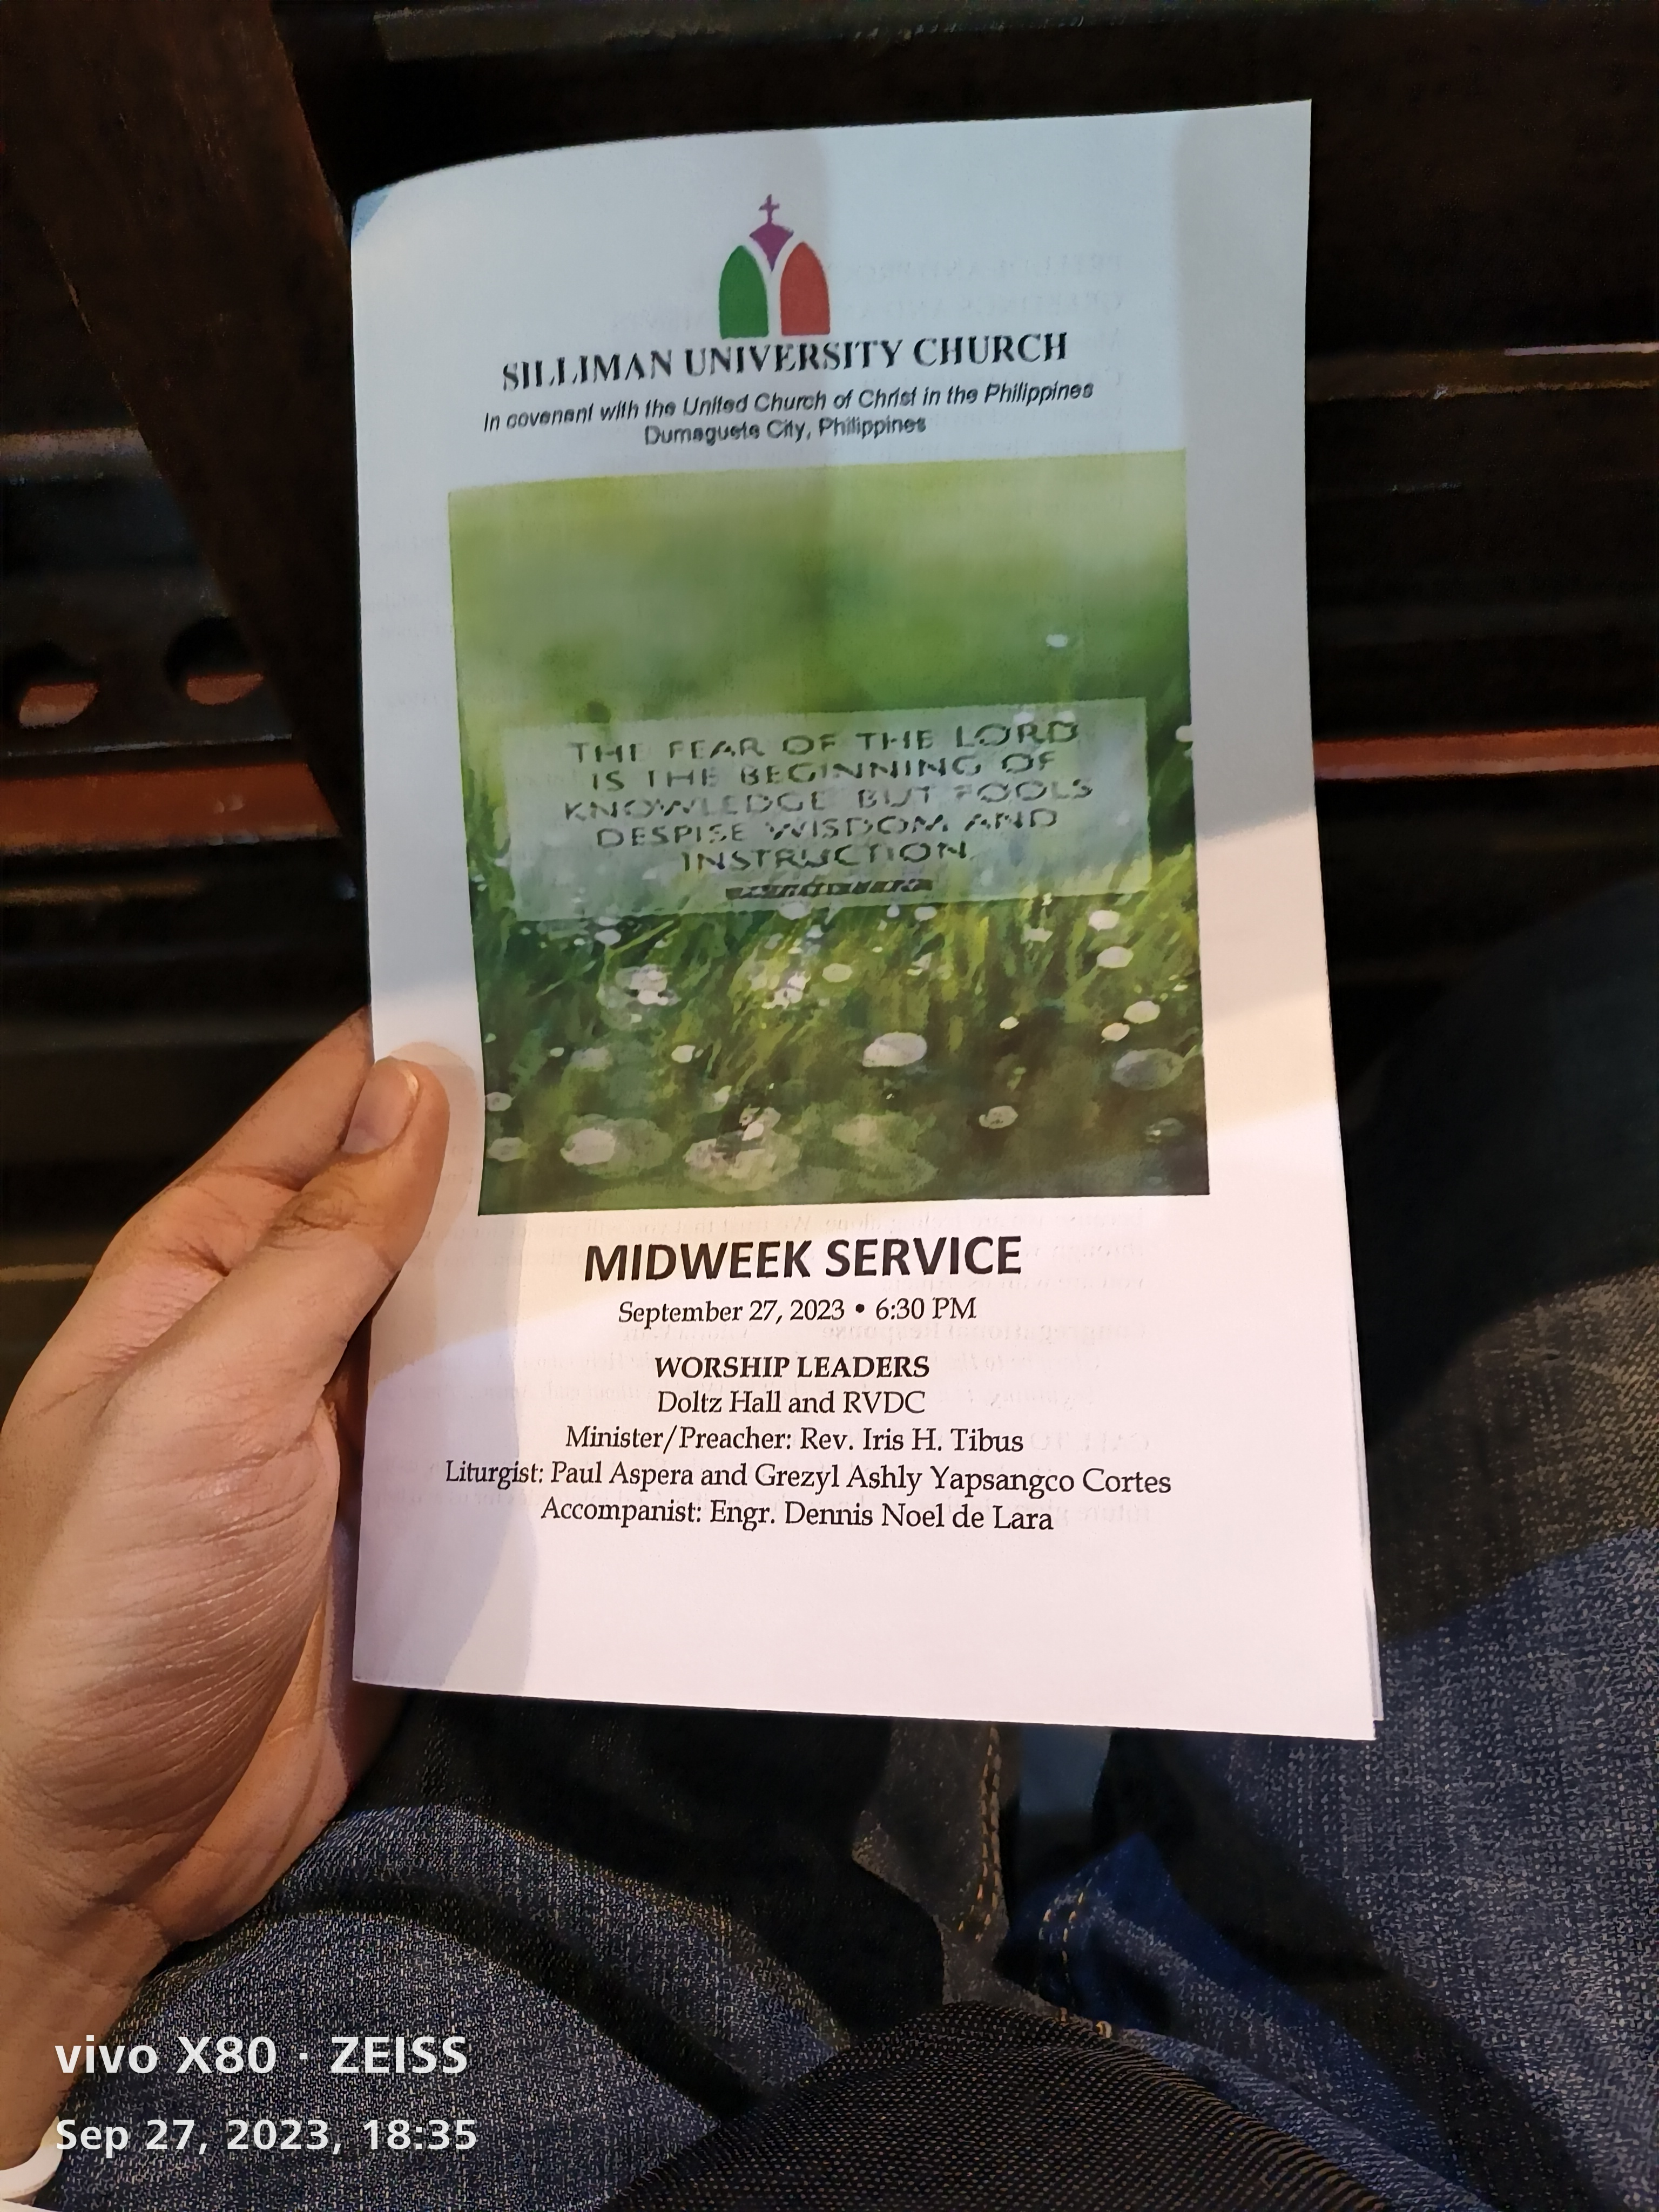 SILLIMAN UNIVERSITY CHURCH
In covenant with the United Church of Christ in the Philippines
Dumaguete City, Philippines
THE FEAR OF THE LORD
IS THE BEGINNING OF
KNOWLEDGE BUT FOOLS
DESPISE WISDOM AND
INSTRUCTION.
MIDWEEK SERVICE
September 27, 2023 • 6:30 PM
WORSHIP LEADERS
Doltz Hall and RVDC
Minister/Preacher: Rev. Iris H. Tibus
Liturgist: Paul Aspera and Grezyl Ashly Yapsangco Cortes
Accompanist: Engr. Dennis Noel de Lara
vivo X80 · ZEISS
Sep 27, 2023, 18:35